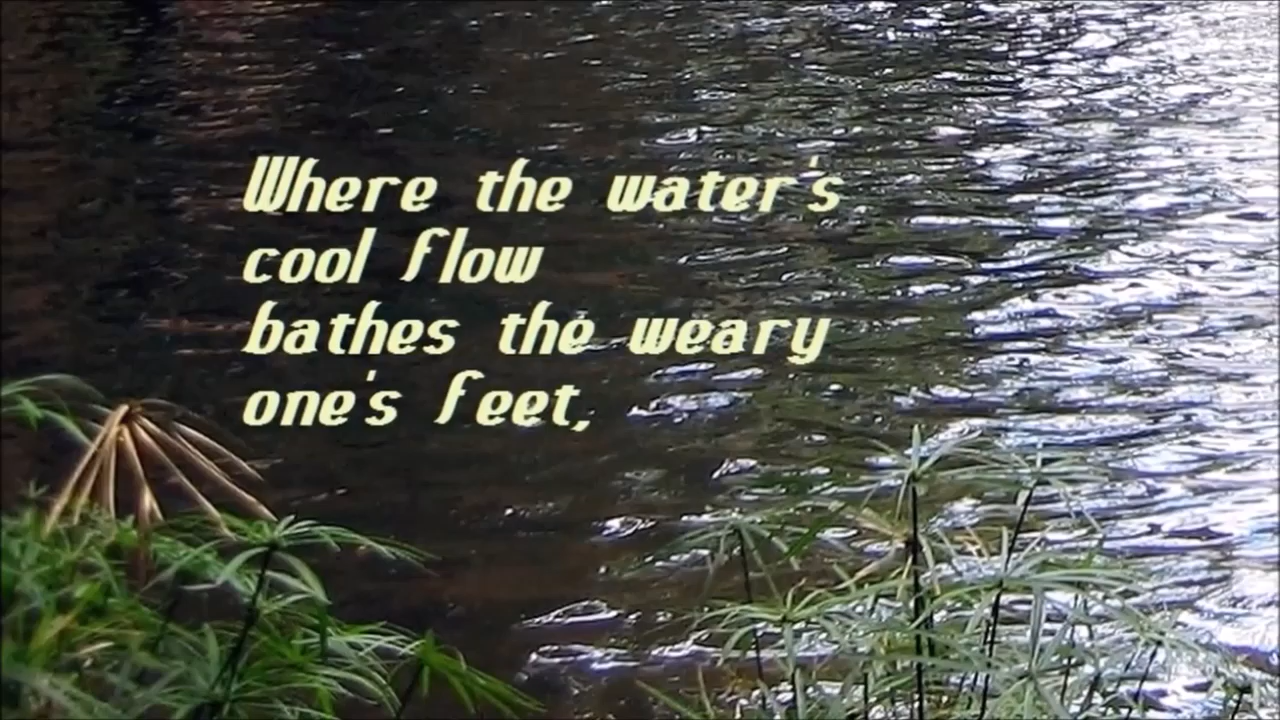 Where the water's
cool flow
bathes the weary
one's feet,